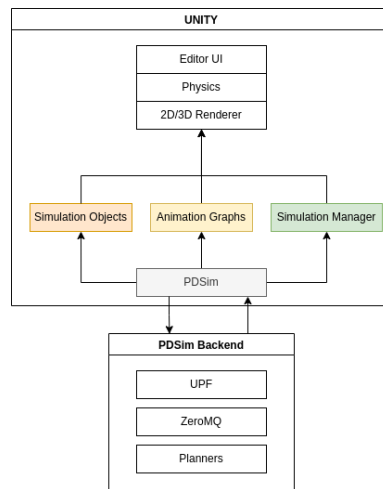 UNITY
Editor UI
Physics
2D/3D Renderer
Simulation Objects
Animation Graphs
Simulation Manager
PDSim
PDSim Backend
UPF
ZeroMQ
Planners